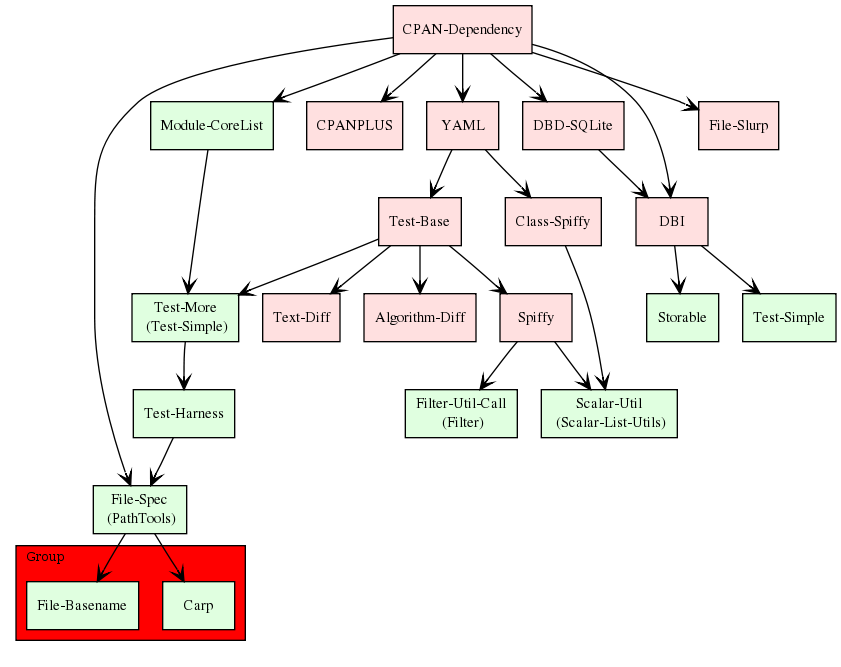 CPAN-Dependency
Module-CoreList
CPANPLUS
YAML
DBD-SQLite
File-Slurp
Test-Base
Class-Spiffy
DBI
Test-More
(Test-Simple)
Text-Diff
Algorithm-Diff
Spiffy
Storable
Test-Simple
Test-Harness
Filter-Util-Call
(Filter)
Scalar-Util
(Scalar-List-Utils)
File-Spec
(PathTools)
Group
File-Basename
Carp